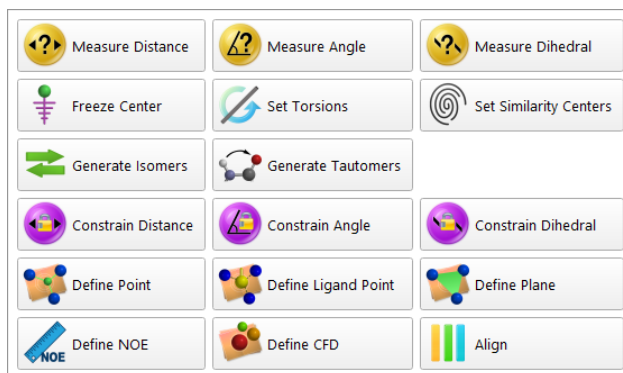 Measure Distance
Measure Angle
Measure Dihedral
Freeze Center
Set Torsions
Set Similarity Centers
Generate Isomers
Generate Tautomers
Constrain Distance
Constrain Angle
Constrain Dihedral
Define Point
Define Ligand Point
Define Plane
NOE
Define NOE
Define CFD
Align